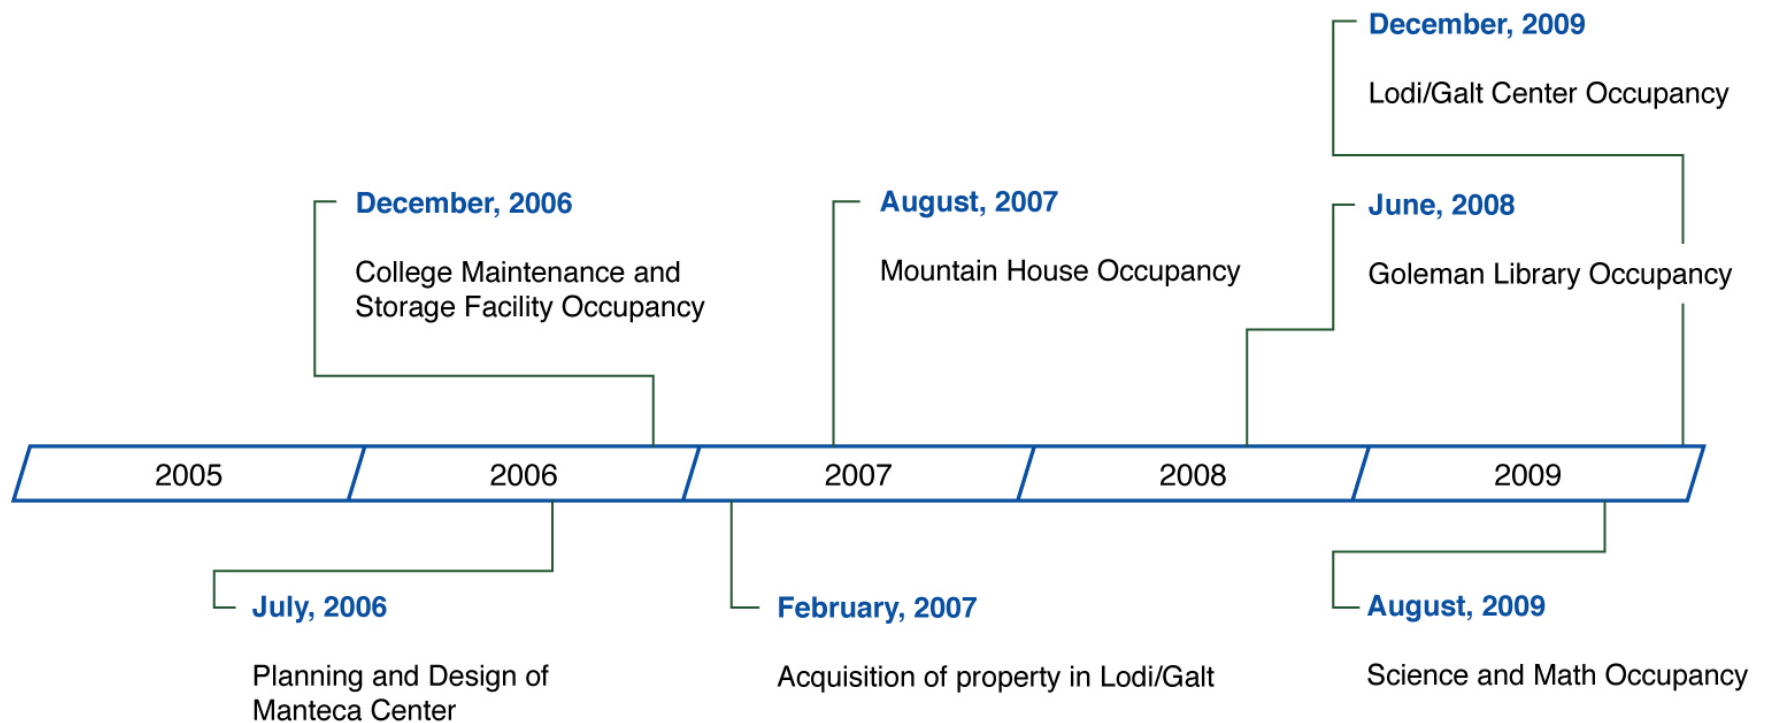 December, 2009
Lodi/Galt Center Occupancy
December, 2006
College Maintenance and
Storage Facility Occupancy
August, 2007
Mountain House Occupancy
June, 2008
Goleman Library Occupancy
2005
2006
2007
2008
2009
July, 2006
Planning and Design of
Manteca Center
February, 2007
Acquisition of property in Lodi/Galt
August, 2009
Science and Math Occupancy